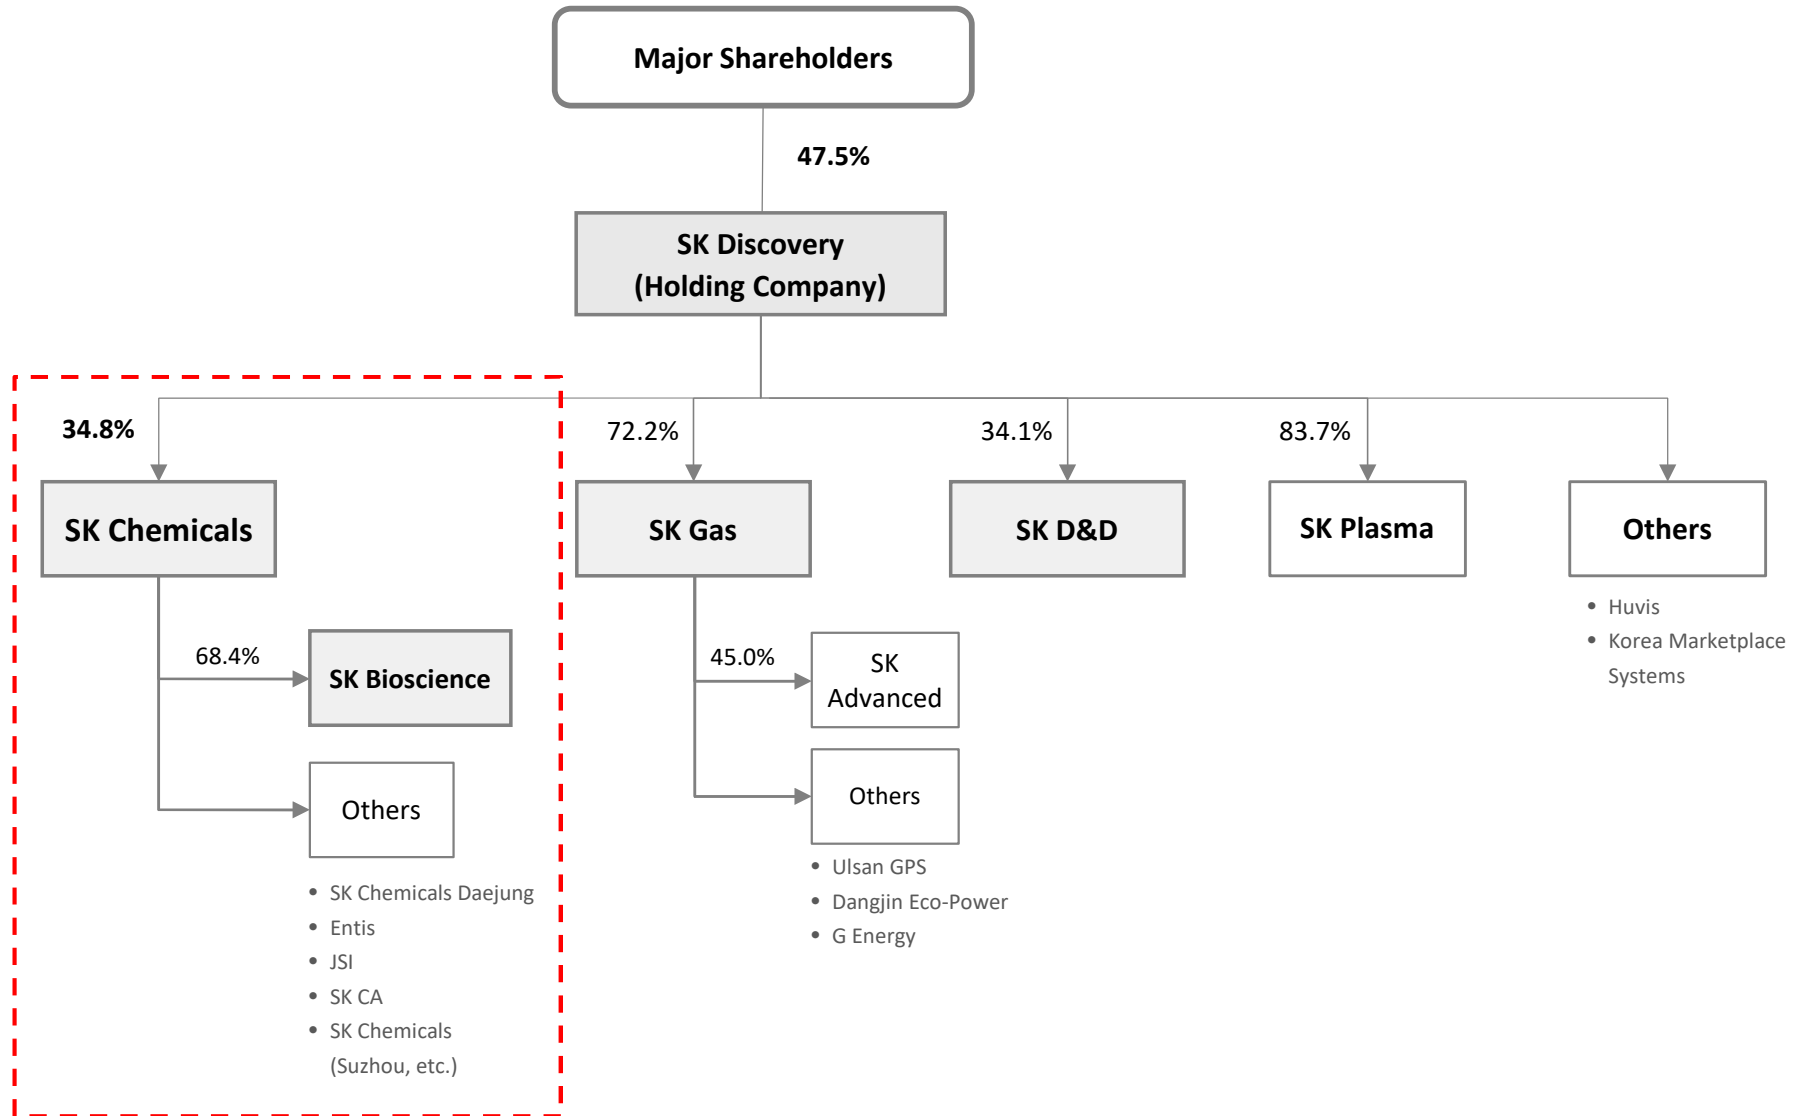 Major Shareholders
47.5%
SK Discovery
(Holding Company)
34.8%
72.2%
34.1%
83.7%
SK Chemicals
SK Gas
SK D&D
SK Plasma
Others
• Huvis
• Korea Marketplace
Systems
68.4%
SK Bioscience
Others
• SK Chemicals Daejung
• Entis
• JSI
• SK CA
• SK Chemicals
(Suzhou, etc.)
45.0%
SK
Advanced
Others
• Ulsan GPS
• Dangjin Eco-Power
• G Energy